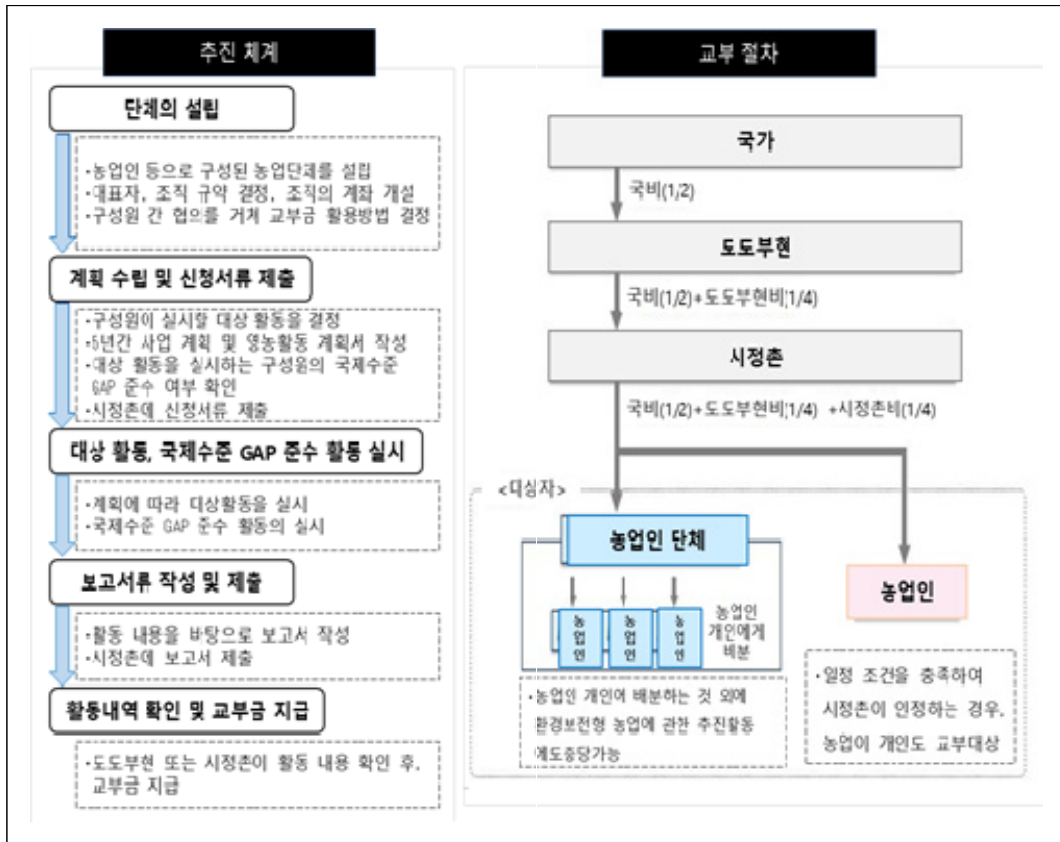 추진 체계
단체의 설립
·농업인 등으로 구성된 농업단체를 설립
·대표자, 조직 규약 결정, 조직의 계좌 개설
·구성원 간 협의를 거쳐 교부금 활용방법 결정
계획 수립 및 신청서류 제출
·구성원이 실시할 대상 활동을 결정
·5년간 사업 계획 및 영농활동 계획서 작성
·대상 활동을 실시하는 구성원의 국제수준
GAP 준수 여부 확인
·시정촌에 신청서류 제출
대상 활동, 국제수준 GAP 준수 활동 실시
·계획에 따라 대상활동을 실시
·국제수준 GAP 준수 활동의 실시
보고서류 작성 및 제출
·활동 내용을 바탕으로 보고서 작성
·시정촌에 보고서 제출
활동내역 확인 및 교부금 지급
·도도부현 또는 시정촌이 활동 내용 확인 후,
교부금 지급
교부 절차
국가
국비(1/2)
도도부현
국비(1/2)+도도부현비(1/4)
시정촌
국비(1/2)+도도부현비(1/4) +시정촌비(1/4)
<대상자>
농업인 단체
농업인
농업인
농업인
농업인
개인에게
배분
·농업인 개인에 배분하는 것 외에
환경보전형 농업에 관한 추진활동
에도충당가능
농업인
·일정 조건을 충족하여
시정촌이 인정하는 경우,
농업이 개인도 교부대상